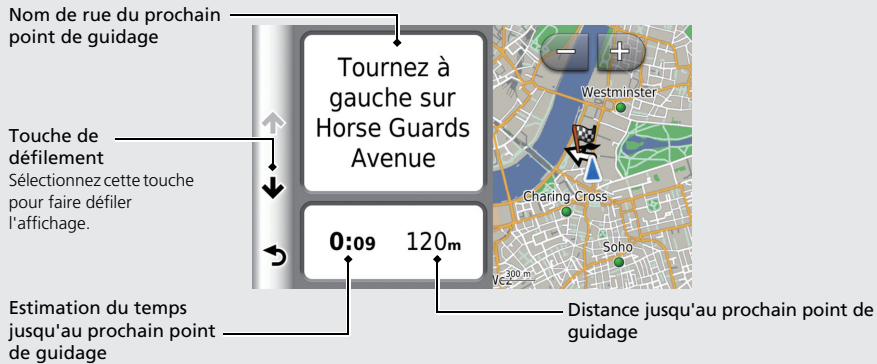 Nom de rue du prochain
point de guidage
Tournez à
gauche sur
Horse Guards
Avenue
Westminster
Touche de
défilement
Sélectionnez cette touche
pour faire défiler
l'affichage.
Charing Cross
0:09 120m
Soho
300 m
Estimation du temps
jusqu'au prochain point
de guidage
Distance jusqu'au prochain point de
guidage